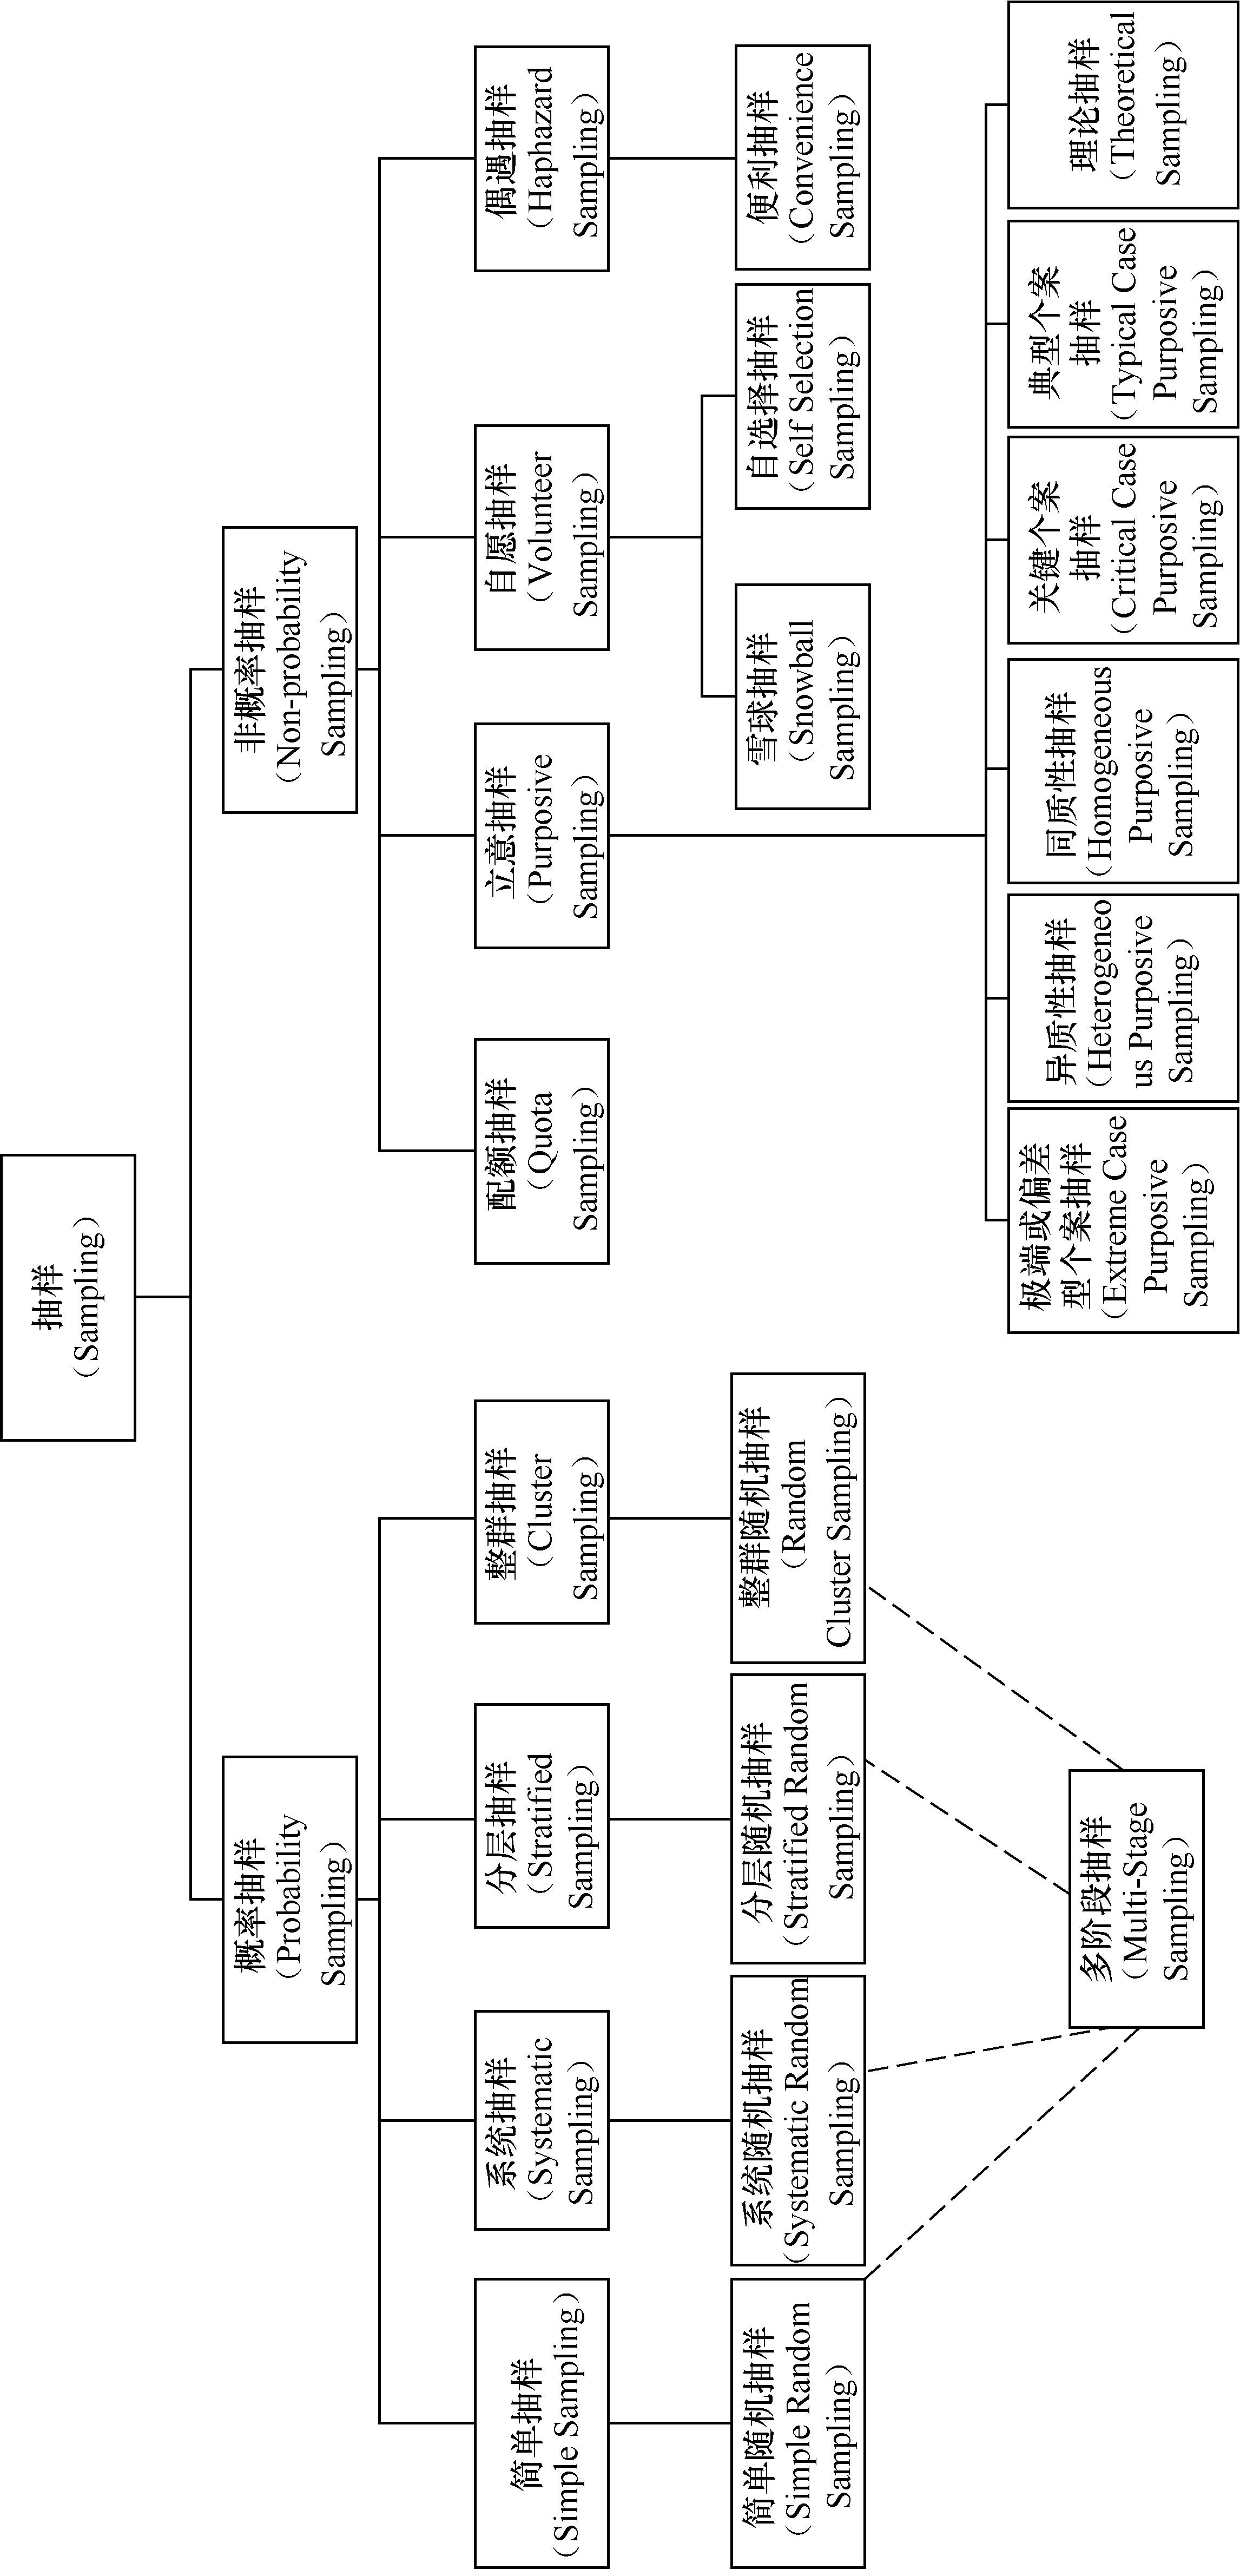 抽样
（Sampling）
概率抽样
（Probability
Sampling）
非概率抽样
（Non-probability
Sampling）
简单抽样
（Simple Sampling）
系统抽样
（Systematic
Sampling）
分层抽样
（Stratified
Sampling）
整群抽样
（Cluster
Sampling）
配额抽样
（Quota
Sampling）
立意抽样
（Purposive
Sampling）
自愿抽样
（Volunteer
Sampling）
偶遇抽样
（Haphazard
Sampling）
简单随机抽样
（Simple Random
Sampling）
系统随机抽样
（Systematic Random
Sampling）
分层随机抽样
（Stratified Random
Sampling）
整群随机抽样
（Random
Cluster Sampling）
雪球抽样
（Snowball
Sampling）
自选择抽样
（Self Selection
Sampling）
便利抽样
（Convenience
Sampling）
多阶段抽样
（Multi-Stage
Sampling）
极端或偏差
型个案抽样
（Extreme Case
Purposive
Sampling）
异质性抽样
（Heterogeneo
us Purposive
Sampling）
同质性抽样
（Homogeneous
Purposive
Sampling）
关键个案
抽样
（Critical Case
Purposive
Sampling）
典型个案
抽样
（Typical Case
Purposive
Sampling）
理论抽样
（Theoretical
Sampling）